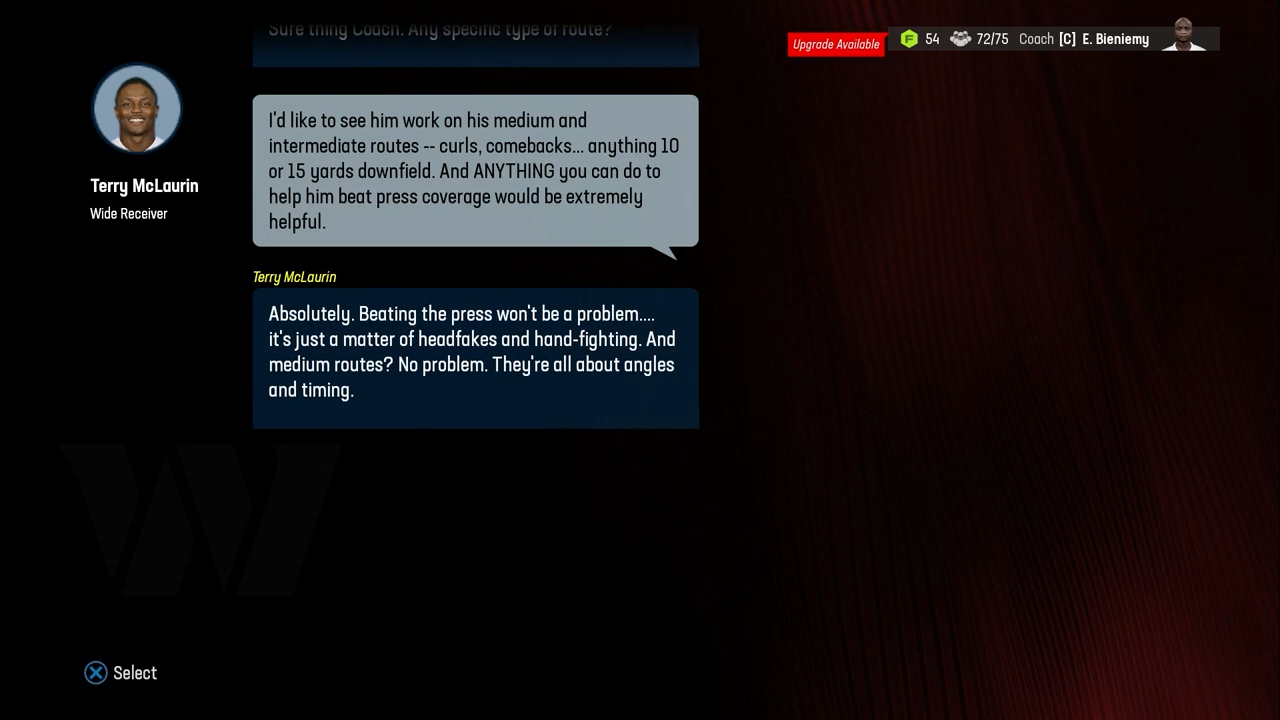 Sure thing Coach. Any specific type of route?
Upgrade Available
54
72/75
Coach [C] E. Bieniemy
I'd like to see him work on his medium and
intermediate routes -- curls, comebacks... anything 10
or 15 yards downfield. And ANYTHING you can do to
help him beat press coverage would be extremely
helpful.
Terry McLaurin
Wide Receiver
Terry McLaurin
Absolutely. Beating the press won't be a problem....
it's just a matter of headfakes and hand-fighting. And
medium routes? No problem. They're all about angles
and timing.
Select